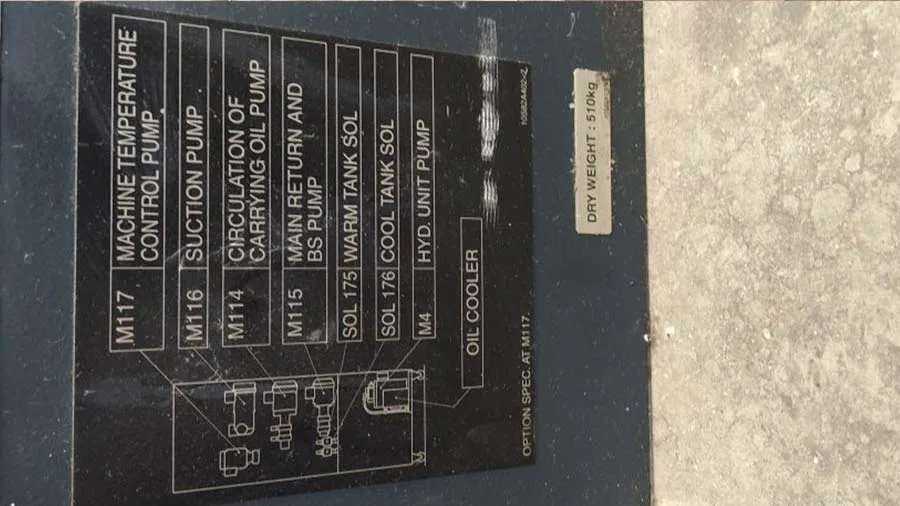 M117 MACHINE TEMPERATURE
CONTROL PUMP
M116 SUCTION PUMP
M114 CIRCULATION OF
CARRYING OIL PUMP
M115 MAIN RETURN AND
BS PUMP
SOL 175 WARM TANK SOL
SOL 176 COOL TANK SOL
M4 HYD. UNIT PUMP
OIL COOLER
OPTION SPEC. AT M117.
DRY WEIGHT : 510kg